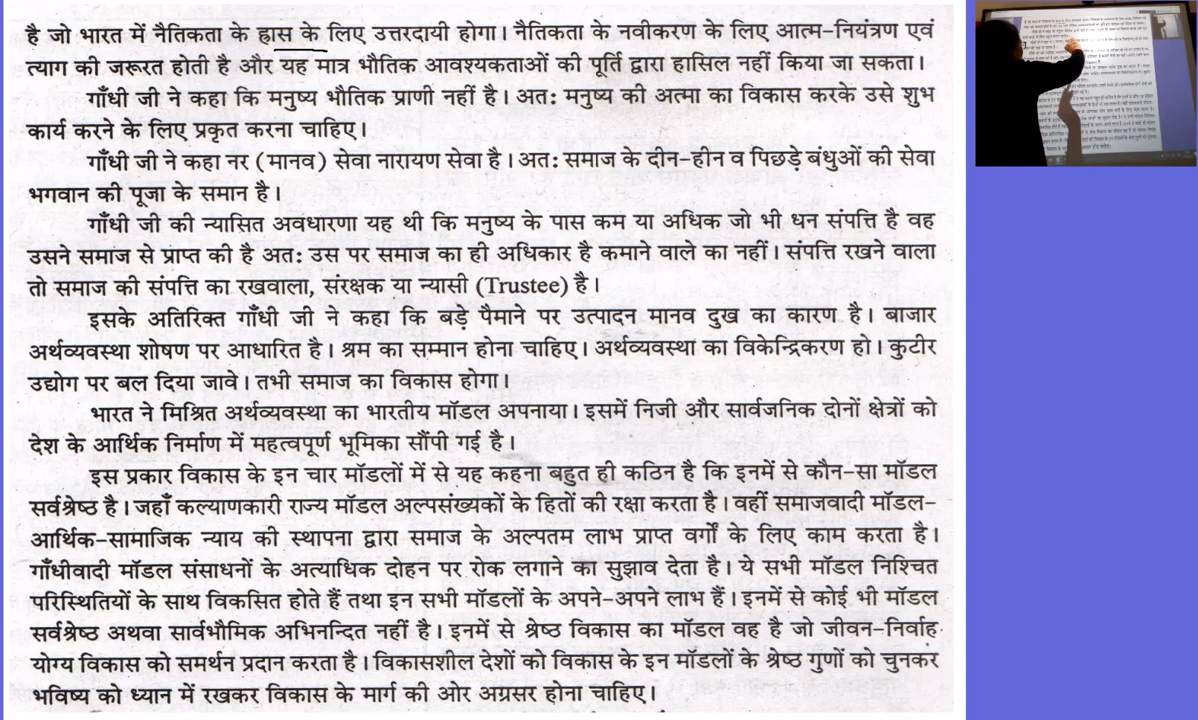 है जो भारत में नैतिकता के ह्रास के लिए उत्तरदायी होगा। नैतिकता के नवीकरण के लिए आत्म-नियंत्रण एवं
त्याग की जरूरत होती है और यह मात्र भौतिक आवश्यकताओं की पूर्ति द्वारा हासिल नहीं किया जा सकता।
गाँधी जी ने कहा कि मनुष्य भौतिक प्राणी नहीं है। अतः मनुष्य की अत्मा का विकास करके उसे शुभ
कार्य करने के लिए प्रकृत करना चाहिए।
गाँधी जी ने कहा नर (मानव) सेवा नारायण सेवा है। अतः समाज के दीन-हीन व पिछड़े बंधुओं की सेवा
भगवान की पूजा के समान है।
गाँधी जी की न्यासित अवधारणा यह थी कि मनुष्य के पास कम या अधिक जो भी धन संपत्ति है वह
उसने समाज से प्राप्त की है अतः उस पर समाज का ही अधिकार है कमाने वाले का नहीं। संपत्ति रखने वाला
तो समाज की संपत्ति का रखवाला, संरक्षक या न्यासी (Trustee) है।
इसके अतिरिक्त गाँधी जी ने कहा कि बड़े पैमाने पर उत्पादन मानव दुख का कारण है। बाजार
अर्थव्यवस्था शोषण पर आधारित है। श्रम का सम्मान होना चाहिए। अर्थव्यवस्था का विकेन्द्रिकरण हो। कुटीर
उद्योग पर बल दिया जावे। तभी समाज का विकास होगा।
भारत ने मिश्रित अर्थव्यवस्था का भारतीय मॉडल अपनाया। इसमें निजी और सार्वजनिक दोनों क्षेत्रों को
देश के आर्थिक निर्माण में महत्वपूर्ण भूमिका सौंपी गई है।
इस प्रकार विकास के इन चार मॉडलों में से यह कहना बहुत ही कठिन है कि इनमें से कौन-सा मॉडल
सर्वश्रेष्ठ है। जहाँ कल्याणकारी राज्य मॉडल अल्पसंख्यकों के हितों की रक्षा करता है। वहीं समाजवादी मॉडल-
आर्थिक-सामाजिक न्याय की स्थापना द्वारा समाज के अल्पतम लाभ प्राप्त वर्गों के लिए काम करता है।
गाँधीवादी मॉडल संसाधनों के अत्याधिक दोहन पर रोक लगाने का सुझाव देता है। ये सभी मॉडल निश्चित
परिस्थितियों के साथ विकसित होते हैं तथा इन सभी मॉडलों के अपने-अपने लाभ हैं। इनमें से कोई भी मॉडल
सर्वश्रेष्ठ अथवा सार्वभौमिक अभिनन्दित नहीं है। इनमें से श्रेष्ठ विकास का मॉडल वह है जो जीवन-निर्वाह
योग्य विकास को समर्थन प्रदान करता है। विकासशील देशों को विकास के इन मॉडलों के श्रेष्ठ गुणों को चुनकर
भविष्य को ध्यान में रखकर विकास के मार्ग की ओर अग्रसर होना चाहिए।